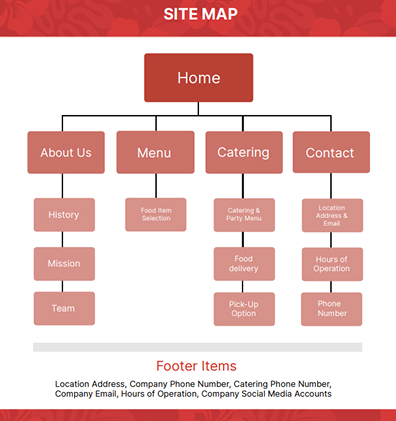 SITE MAP
Home
About Us
Menu
Catering
Contact
History
Food Item
Selection
Catering &
Party Menu
Location
Address &
Email
Mission
Food
delivery
Hours of
Operation
Team
Pick-Up
Option
Phone
Number
Footer Items
Location Address, Company Phone Number, Catering Phone Number,
Company Email, Hours of Operation, Company Social Media Accounts